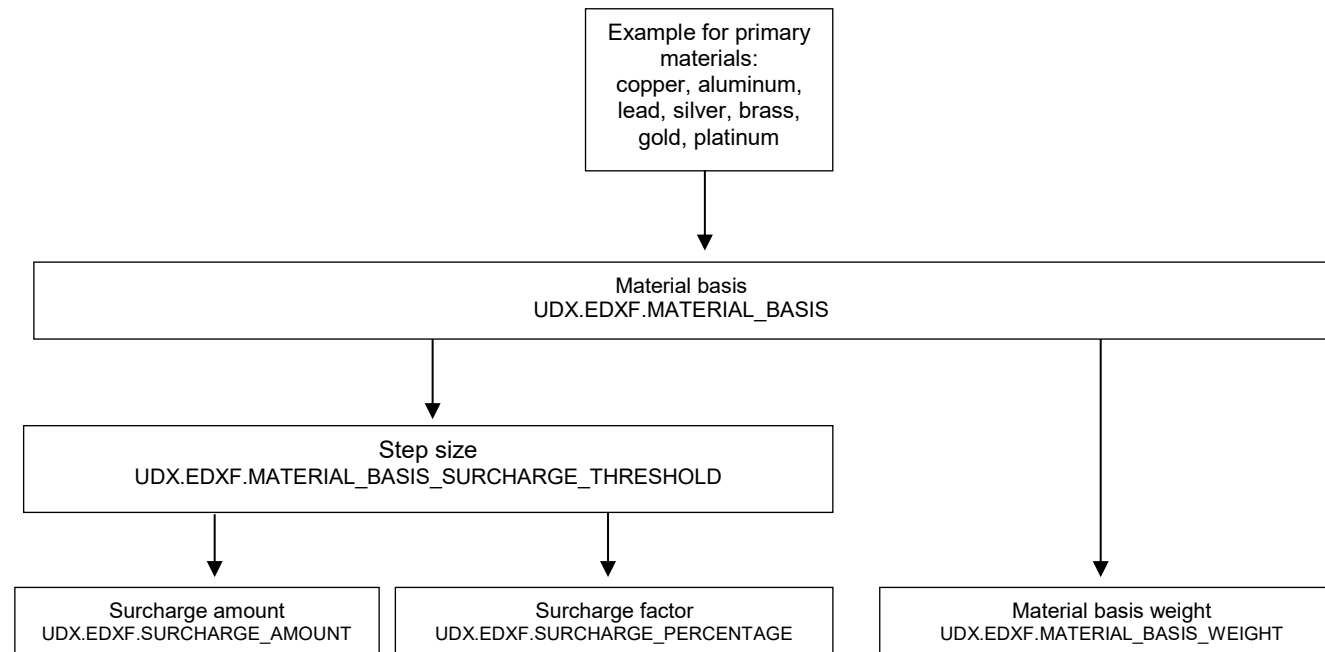 Example for primary
materials:
copper, aluminum,
lead, silver, brass,
gold, platinum
Material basis
UDX.EDXF.MATERIAL_BASIS
Step size
UDX.EDXF.MATERIAL_BASIS_SURCHARGE_THRESHOLD
Surcharge amount
UDX.EDXF.SURCHARGE_AMOUNT
Surcharge factor
UDX.EDXF.SURCHARGE_PERCENTAGE
Material basis weight
UDX.EDXF.MATERIAL_BASIS_WEIGHT